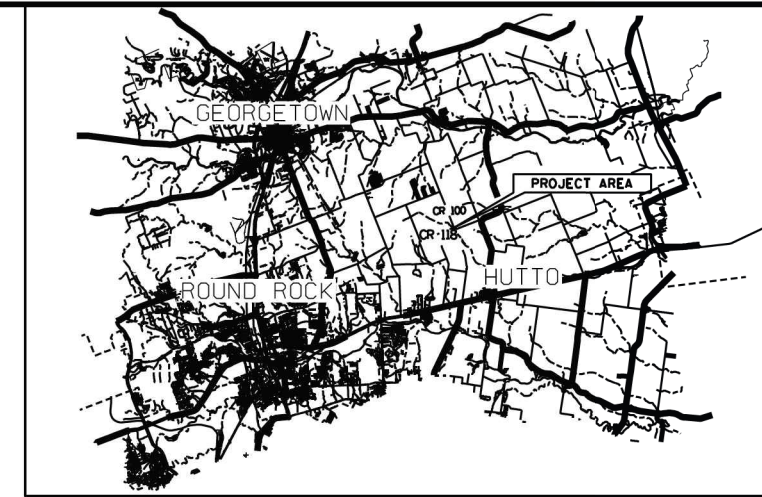 GEORGETOWN
PROJECT AREA
CR 100
CR 118
ROUND ROCK
HUTTO